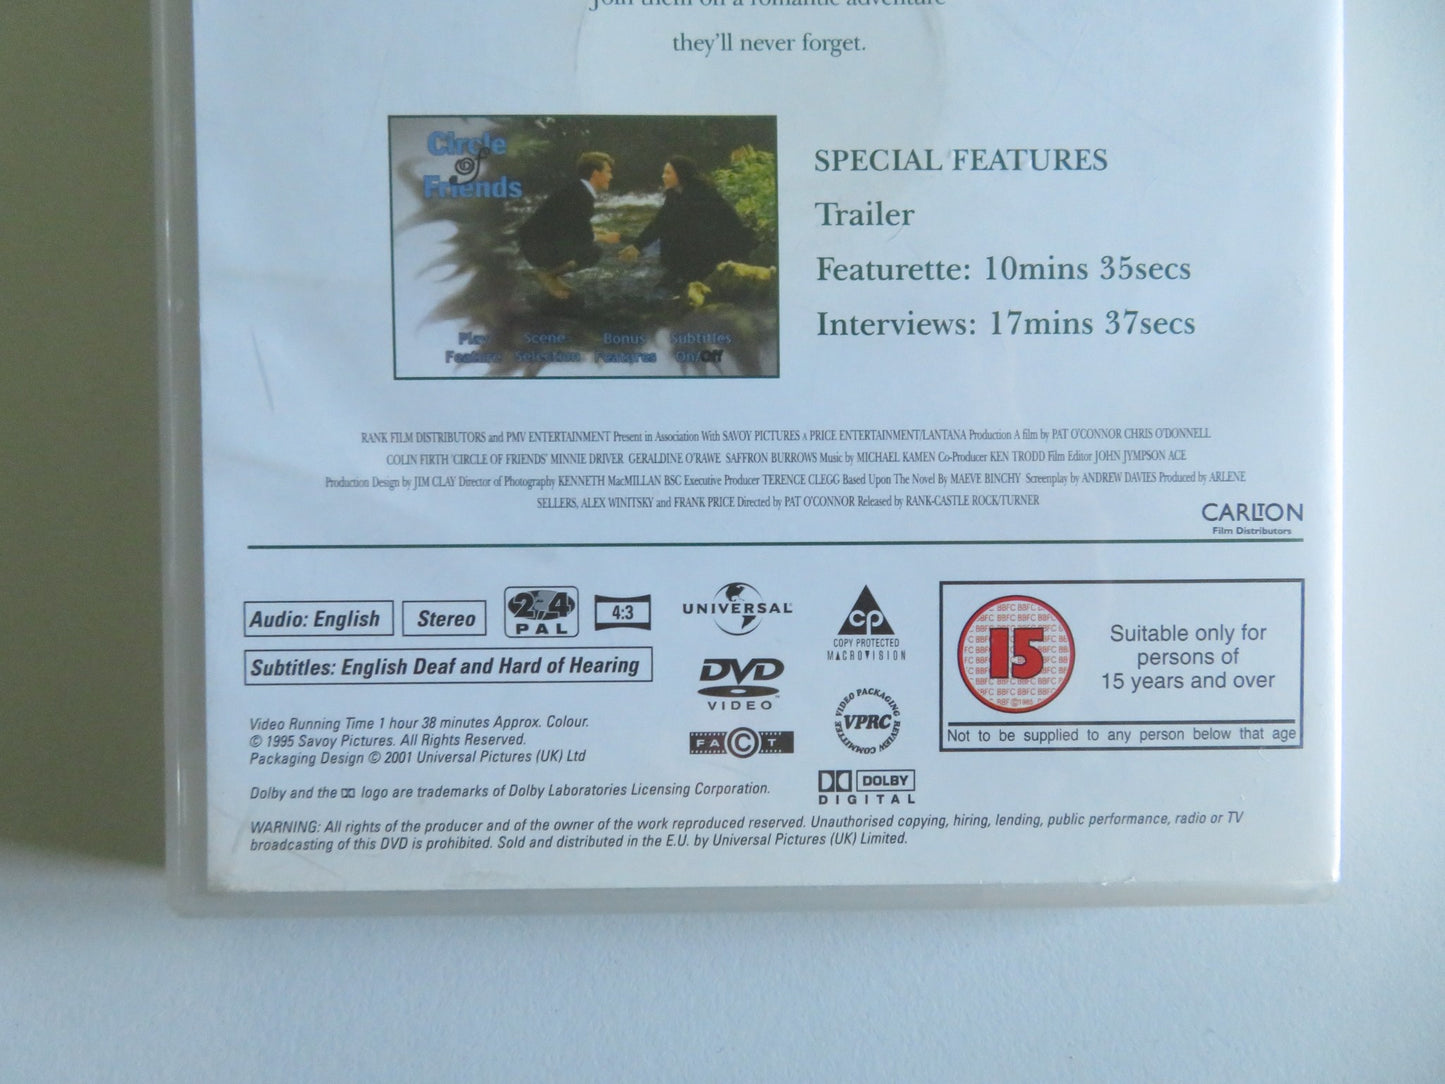 Join them on a romantic adventure
they'll never forget.
Circle
of
Friends
Play Feature
Scene Selection
Bonus Features
Subtitles On/Off
SPECIAL FEATURES
Trailer
Featurette: 10mins 35secs
Interviews: 17mins 37secs
RANK FILM DISTRIBUTORS and PMV ENTERTAINMENT Present in Association With SAVOY PICTURES A PRICE ENTERTAINMENT/LANTANA Production A film by PAT O'CONNOR CHRIS O'DONNELL
COLIN FIRTH 'CIRCLE OF FRIENDS' MINNIE DRIVER GERALDINE O'RAWE SAFFRON BURROWS Music by MICHAEL KAMEN Co-Producer KEN TRODD Film Editor JOHN JYMPSON ACE
Production Design by JIM CLAY Director of Photography KENNETH MacMILLAN BSC Executive Producer TERENCE CLEGG Based Upon The Novel By MAEVE BINCHY Screenplay by ANDREW DAVIES Produced by ARLENE
SELLERS, ALEX WINITSKY and FRANK PRICE Directed by PAT O'CONNOR Released by RANK-CASTLE ROCK/TURNER
CARLTON
Film Distributors
Audio: English
Stereo
2 4
PAL
4:3
Subtitles: English Deaf and Hard of Hearing
UNIVERSAL
DVD
VIDEO
FACT
CP
COPY PROTECTED
MACROVISION
VIDEO PACKAGING REVIEW COMMITTEE
VPRC
DOLBY
DIGITAL
15
Suitable only for
persons of
15 years and over
Not to be supplied to any person below that age
Video Running Time 1 hour 38 minutes Approx. Colour.
© 1995 Savoy Pictures. All Rights Reserved.
Packaging Design © 2001 Universal Pictures (UK) Ltd
Dolby and the DD logo are trademarks of Dolby Laboratories Licensing Corporation.
WARNING: All rights of the producer and of the owner of the work reproduced reserved. Unauthorised copying, hiring, lending, public performance, radio or TV
broadcasting of this DVD is prohibited. Sold and distributed in the E.U. by Universal Pictures (UK) Limited.